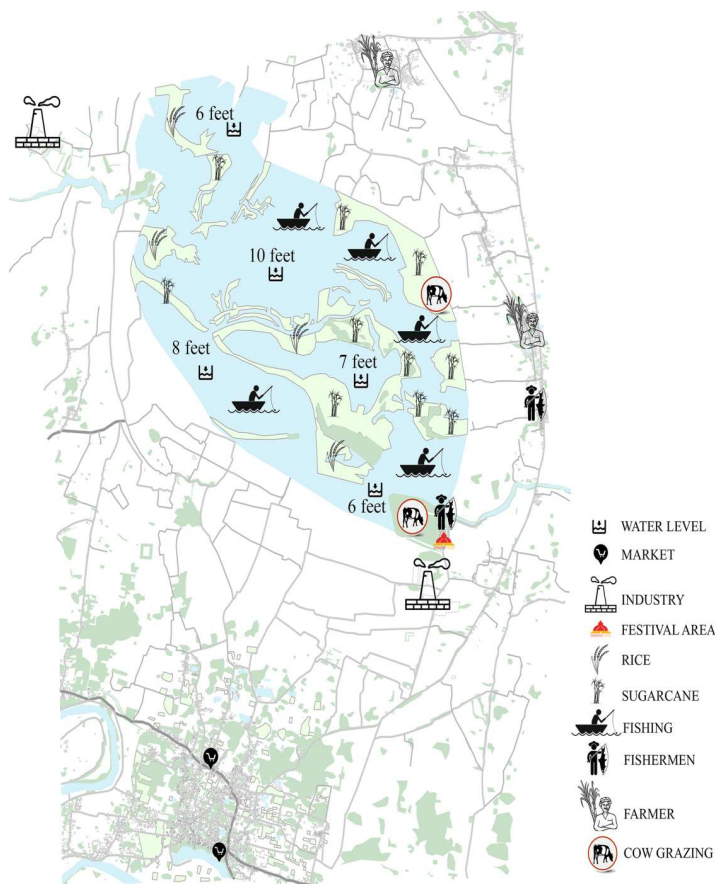 6 feet
10 feet
8 feet
7 feet
6 feet
WATER LEVEL
MARKET
INDUSTRY
FESTIVAL AREA
RICE
SUGARCANE
FISHING
FISHERMEN
FARMER
COW GRAZING